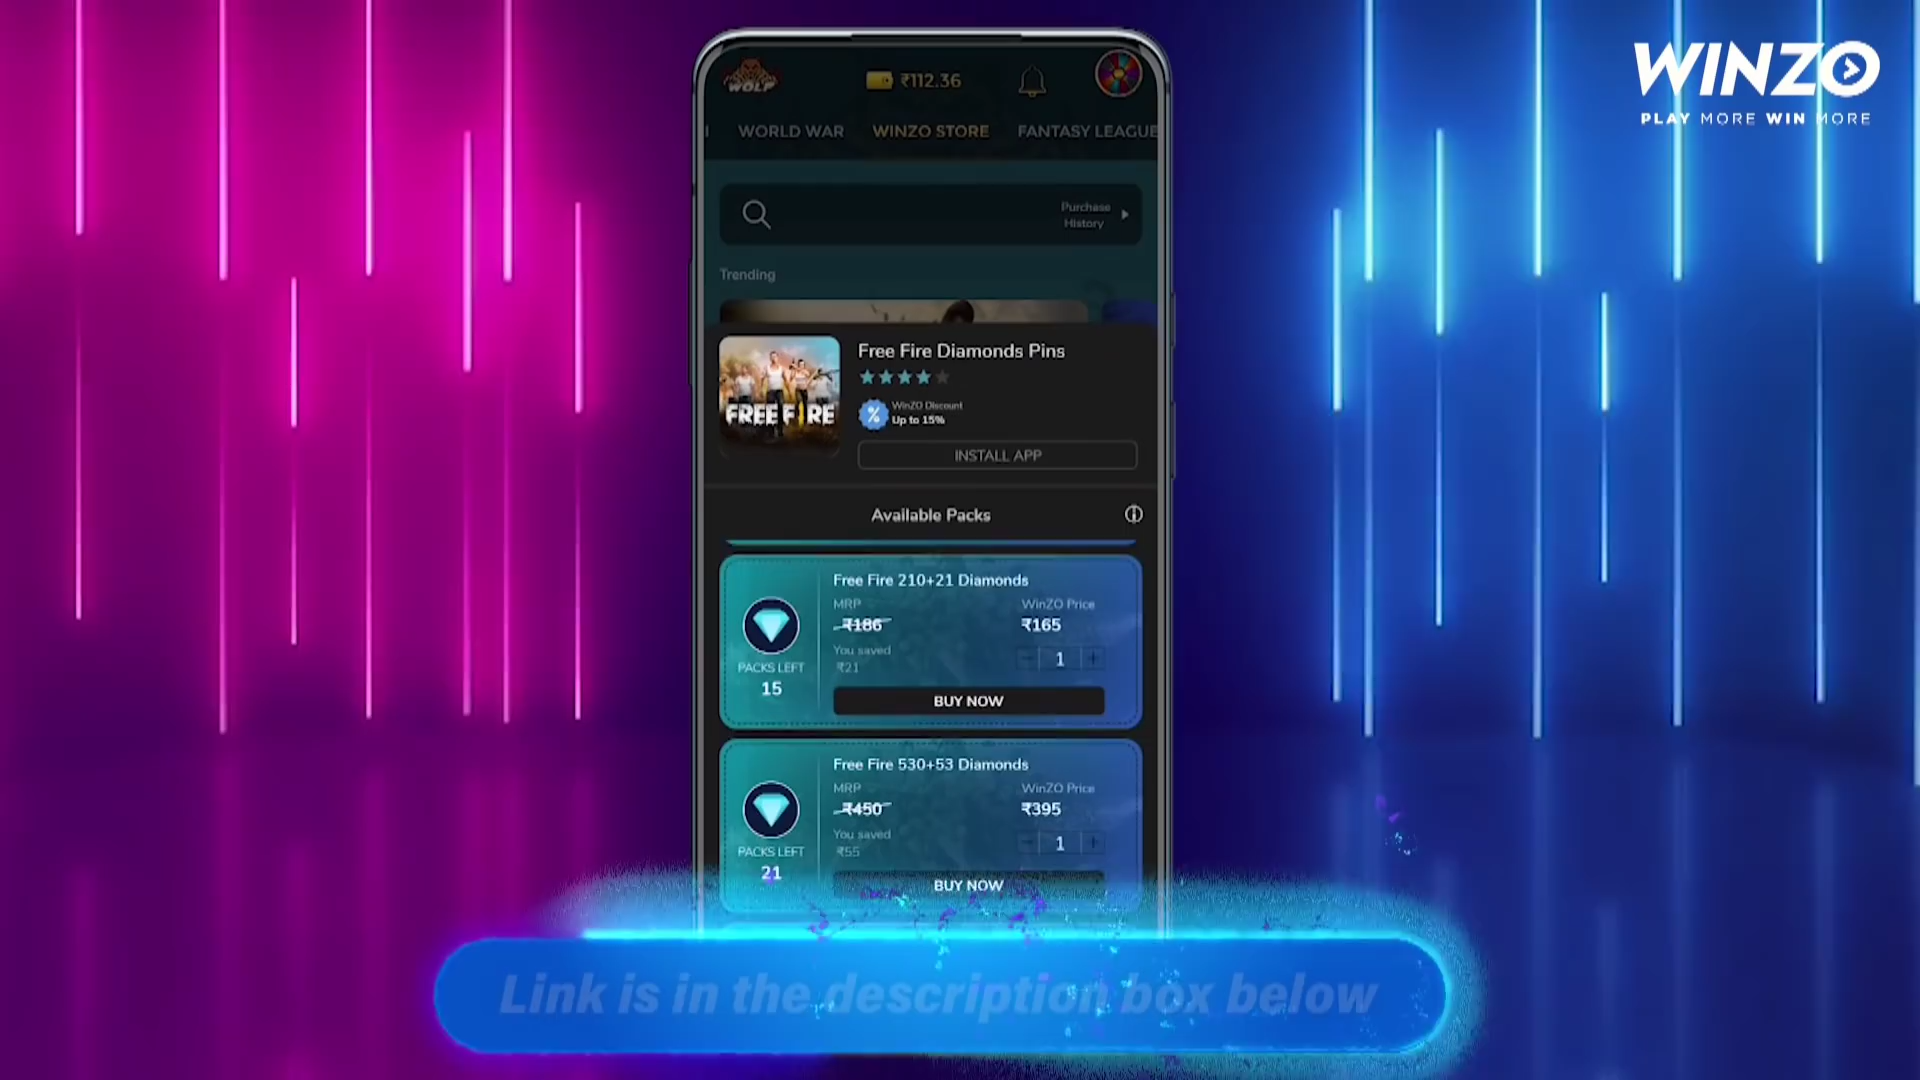 WINZO
PLAY MORE WIN MORE
WOLF
₹112.36
WORLD WAR
WINZO STORE
FANTASY LEAGUE
Purchase
History
Trending
FREE FIRE
Free Fire Diamonds Pins
WinZO Discount
Up to 15%
INSTALL APP
Available Packs
Free Fire 210+21 Diamonds
MRP
WinZO Price
₹186
₹165
You saved
₹21
1
PACKS LEFT
15
BUY NOW
Free Fire 530+53 Diamonds
MRP
WinZO Price
₹450
₹395
You saved
₹55
1
PACKS LEFT
21
BUY NOW
Link is in the description box below